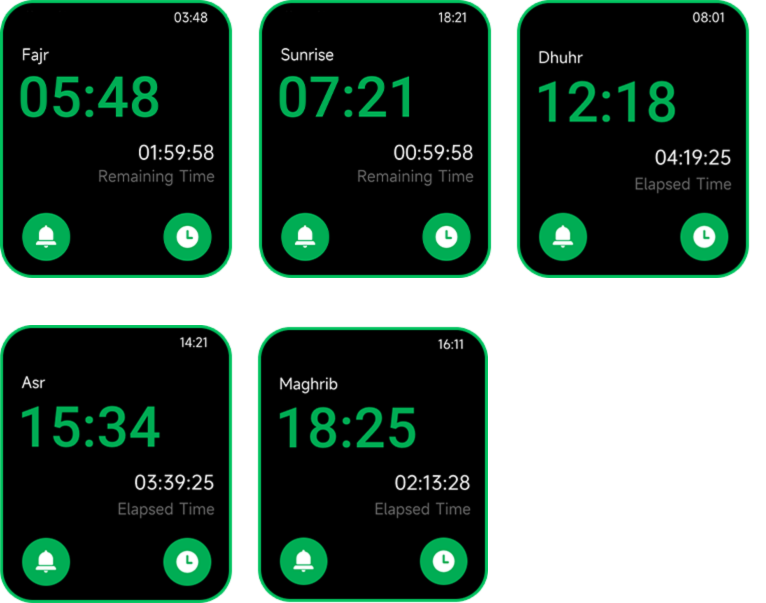 03:48
Fajr
05:48
01:59:58
Remaining Time
18:21
Sunrise
07:21
00:59:58
Remaining Time
08:01
Dhuhr
12:18
04:19:25
Elapsed Time
14:21
Asr
15:34
03:39:25
Elapsed Time
16:11
Maghrib
18:25
02:13:28
Elapsed Time